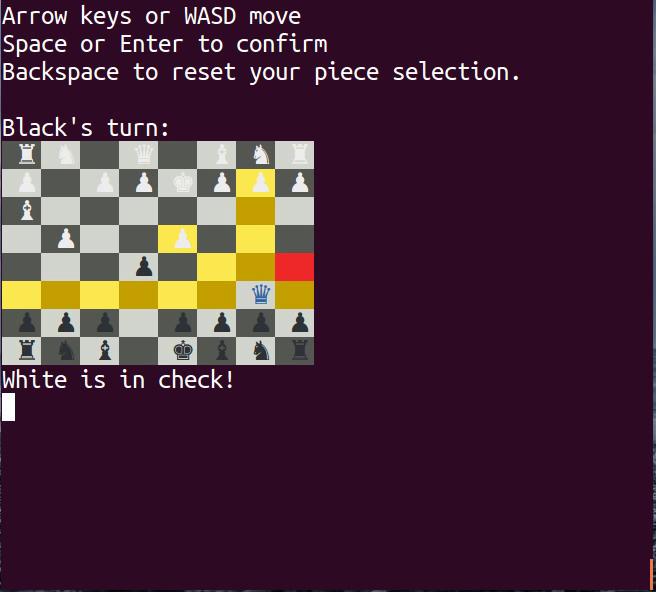 Arrow keys or WASD move
Space or Enter to confirm
Backspace to reset your piece selection.
Black's turn:
White is in check!